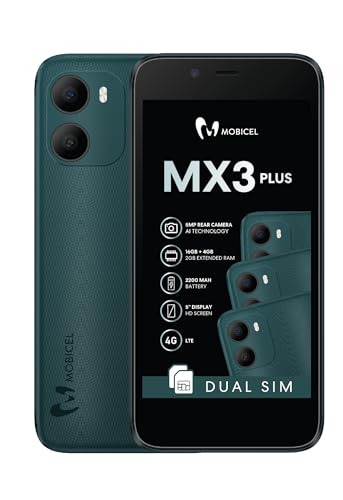 MOBICEL
MOBICEL
MX3 PLUS
5MP REAR CAMERA
AI TECHNOLOGY
16GB + 4GB
2GB EXTENDED RAM
2200 MAH
BATTERY
5" DISPLAY
HD SCREEN
4G LTE
DUAL SIM